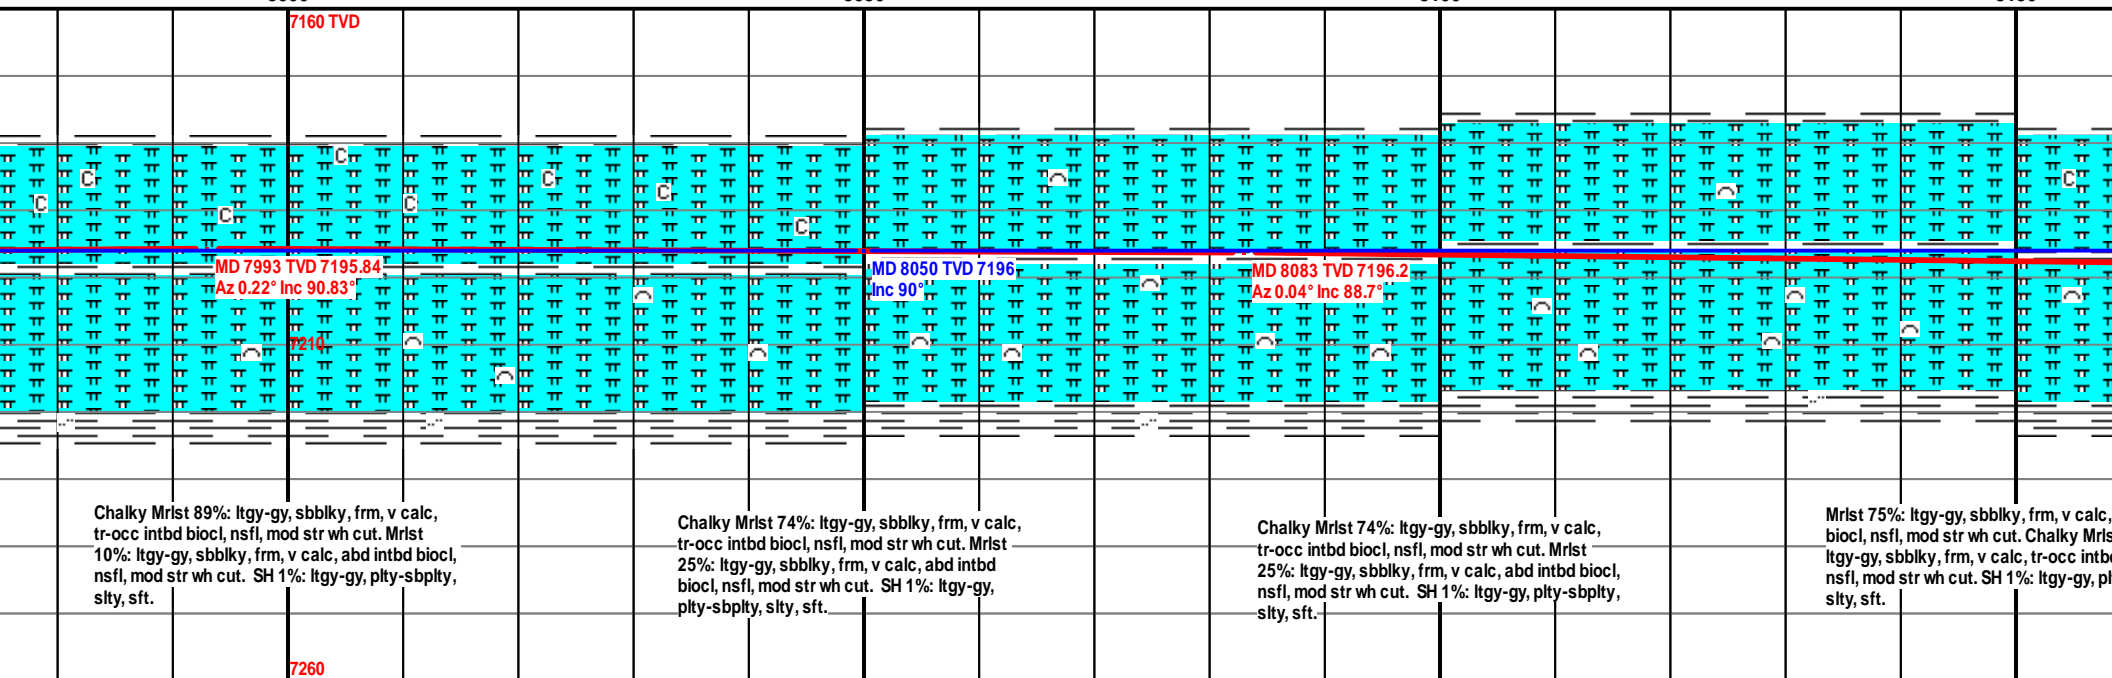 7160 TVD
C
C
C
C
C
C
C
C
C
MD 7993 TVD 7195.84
Az 0.22° Inc 90.83°
MD 8050 TVD 7196
Inc 90°
MD 8083 TVD 7196.2
Az 0.04° Inc 88.7°
7210
Chalky Mrlst 89%: ltgy-gy, sbblky, frm, v calc,
tr-occ intbd biocl, nsfl, mod str wh cut. Mrlst
10%: ltgy-gy, sbblky, frm, v calc, abd intbd biocl,
nsfl, mod str wh cut. SH 1%: ltgy-gy, plty-sbplty,
slty, sft.
Chalky Mrlst 74%: ltgy-gy, sbblky, frm, v calc,
tr-occ intbd biocl, nsfl, mod str wh cut. Mrlst
25%: ltgy-gy, sbblky, frm, v calc, abd intbd
biocl, nsfl, mod str wh cut. SH 1%: ltgy-gy,
plty-sbplty, slty, sft.
Chalky Mrlst 74%: ltgy-gy, sbblky, frm, v calc,
tr-occ intbd biocl, nsfl, mod str wh cut. Mrlst
25%: ltgy-gy, sbblky, frm, v calc, abd intbd biocl,
nsfl, mod str wh cut. SH 1%: ltgy-gy, plty-sbplty,
slty, sft.
Mrlst 75%: ltgy-gy, sbblky, frm, v calc,
biocl, nsfl, mod str wh cut. Chalky Mrls
ltgy-gy, sbblky, frm, v calc, tr-occ intb
nsfl, mod str wh cut. SH 1%: ltgy-gy, pl
slty, sft.
7260